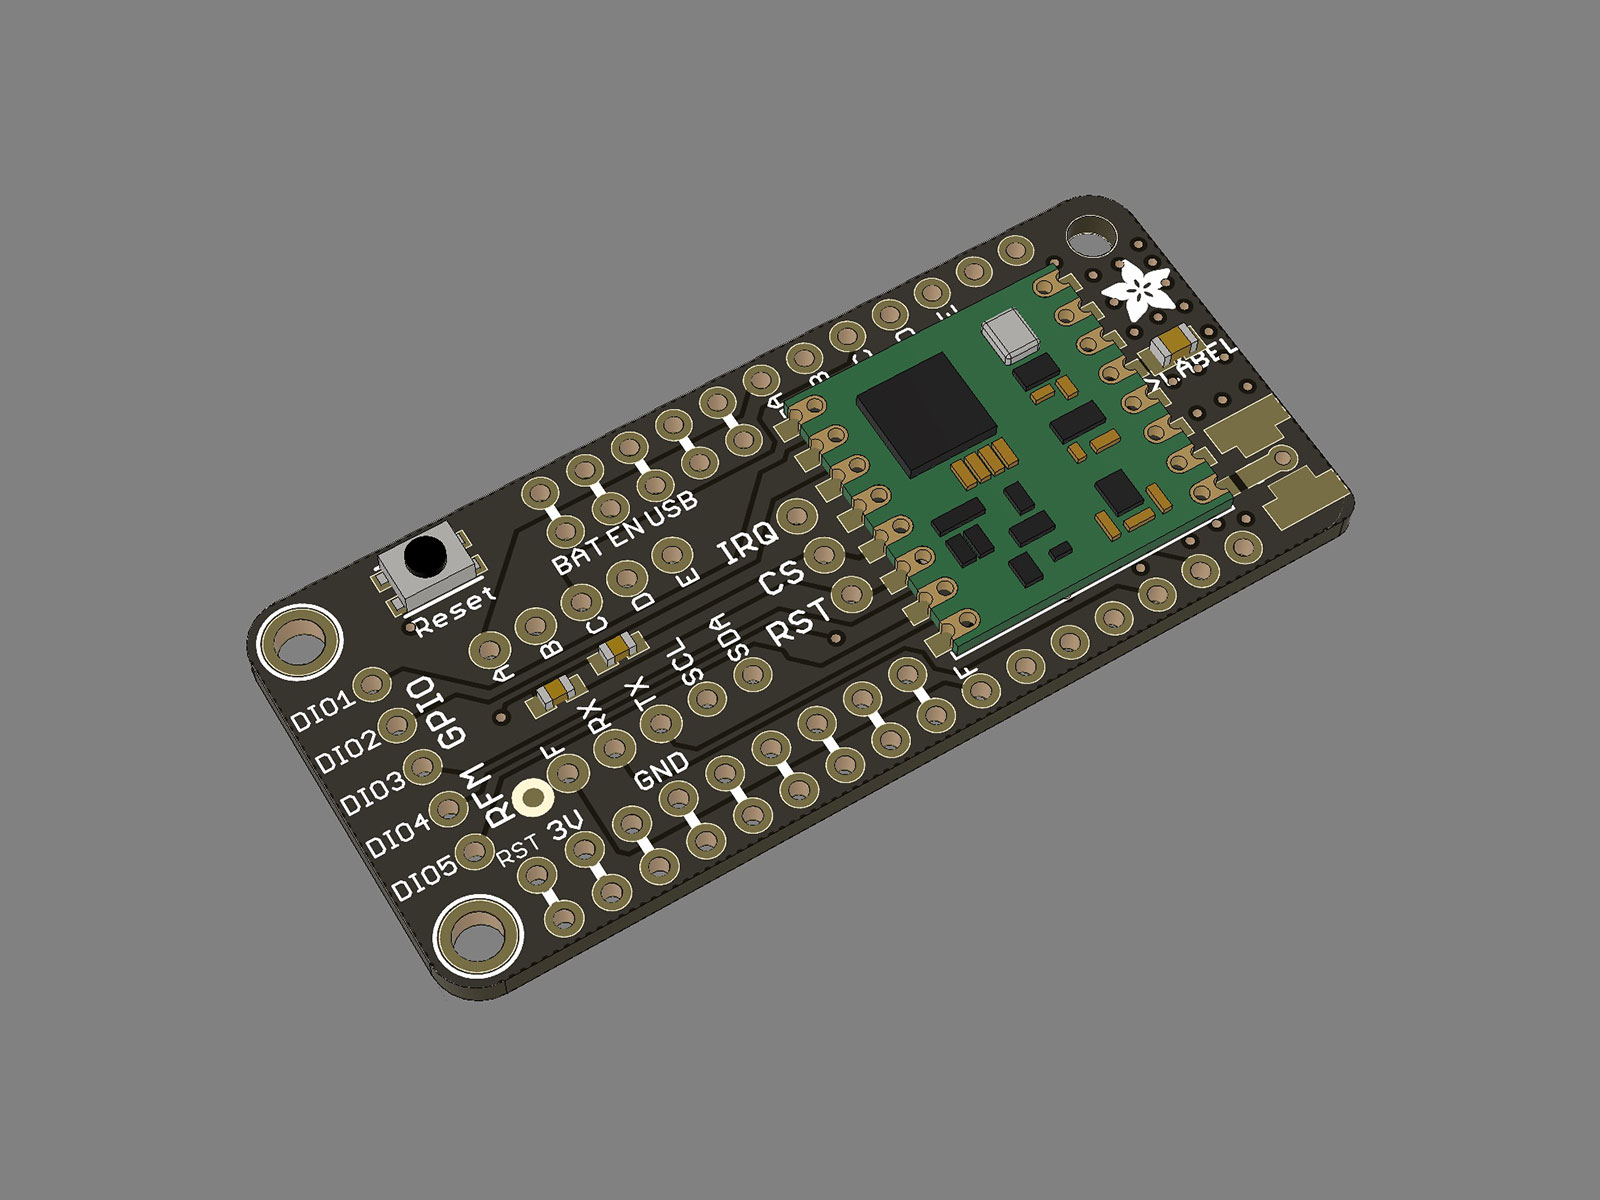 A
B
C
D
E
>LABEL
BAT EN USB
IRQ
CS
RST
Reset
A
B
C
D
E
SDA
SCL
TX
RX
F
F
GND
3V
RST
GPIO
RFM
DIO1
DIO2
DIO3
DIO4
DIO5